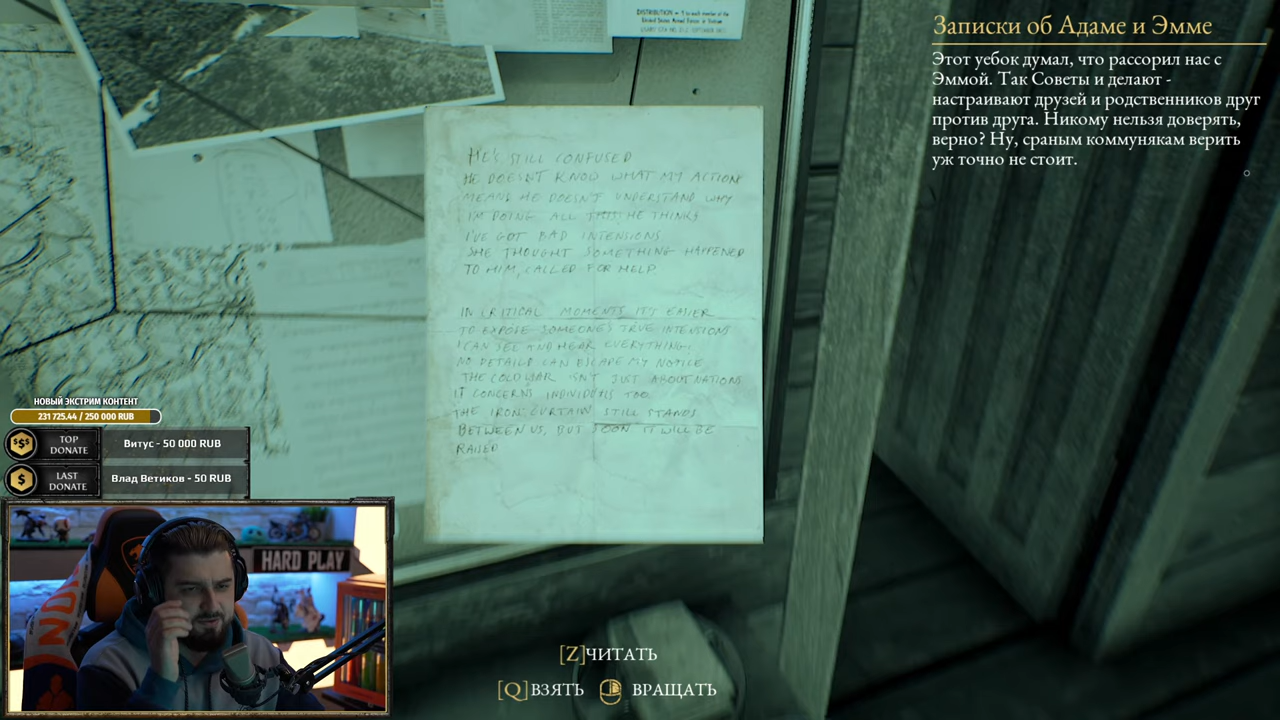 DISTRIBUTION
Записки об Адаме и Эмме
Этот уебок думал, что рассорил нас с
Эммой. Так Советы и делают -
настраивают друзей и родственников друг
против друга. Никому нельзя доверять,
верно? Ну, сраным коммунякам верить
уж точно не стоит.
HE'S STILL CONFUSED
HE DOESN'T KNOW WHAT MY ACTIONS
MEANS HE DOESN'T UNDERSTAND WHY
I'M DOING ALL THIS HE THINKS
I'VE GOT BAD INTENSIONS
SHE THOUGHT SOMETHING HAPPENED
TO HIM, CALLED FOR HELP
IN CRITICAL MOMENTS IT'S EASIER
TO EXPOSE SOMEONE'S TRUE INTENSIONS
I CAN SEE AND HEAR EVERYTHING!
NO DETAILS CAN ESCAPE MY NOTICE
THE COLD WAR ISN'T JUST ABOUT NATIONS
IT CONCERNS INDIVIDUALS TOO
THE IRON CURTAIN STILL STANDS
BETWEEN US, BUT SOON IT WILL BE
RAISED
НОВЫЙ ЭКСТРИМ КОНТЕНТ
231 725.44 / 250 000 RUB
TOP
DONATE
Витус - 50 000 RUB
LAST
DONATE
Влад Ветиков - 50 RUB
HARD PLAY
[Z]ЧИТАТЬ
[Q]ВЗЯТЬ ВРАЩАТЬ